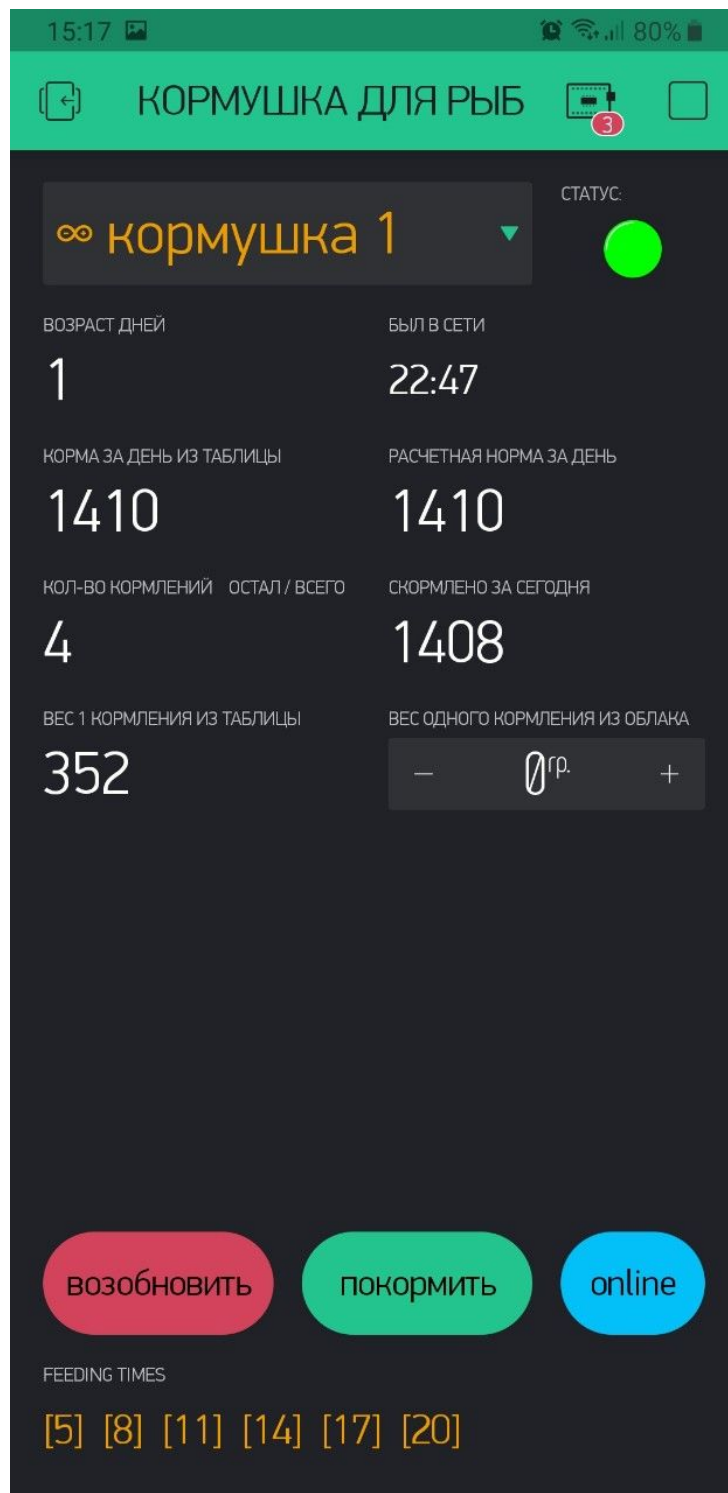 15:17 80%
КОРМУШКА ДЛЯ РЫБ 3
∞ кормушка 1 СТАТУС:
ВОЗРАСТ ДНЕЙ БЫЛ В СЕТИ
1 22:47
КОРМА ЗА ДЕНЬ ИЗ ТАБЛИЦЫ РАСЧЕТНАЯ НОРМА ЗА ДЕНЬ
1410 1410
КОЛ-ВО КОРМЛЕНИЙ ОСТАЛ / ВСЕГО СКОРМЛЕНО ЗА СЕГОДНЯ
4 1408
ВЕС 1 КОРМЛЕНИЯ ИЗ ТАБЛИЦЫ ВЕС ОДНОГО КОРМЛЕНИЯ ИЗ ОБЛАКА
352 − 0гр. +
возобновить покормить online
FEEDING TIMES
[5] [8] [11] [14] [17] [20]